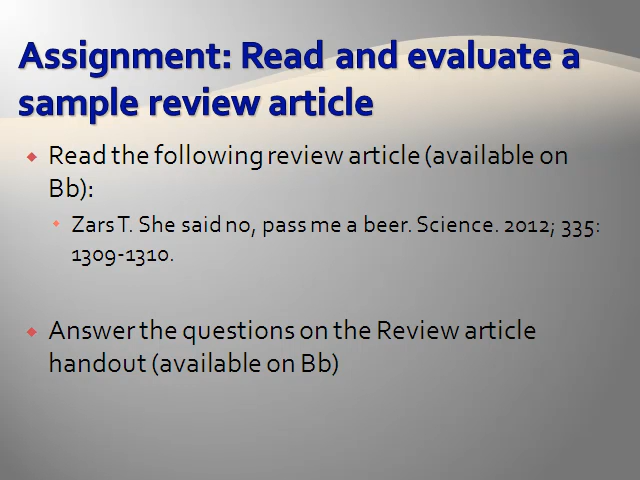 Assignment: Read and evaluate a
sample review article
Read the following review article (available on
Bb):
Zars T. She said no, pass me a beer. Science. 2012; 335:
1309-1310.
Answer the questions on the Review article
handout (available on Bb)